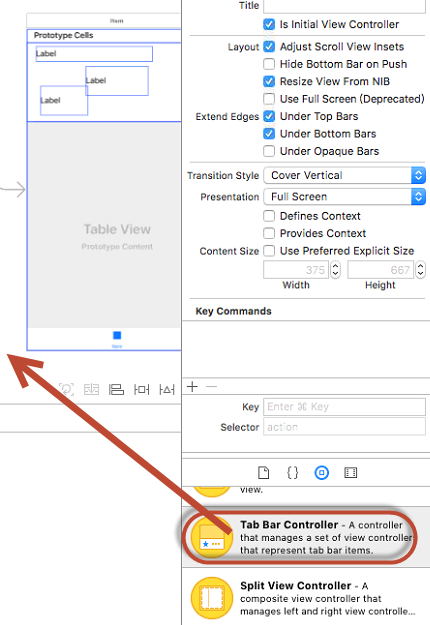 Item
Prototype Cells
Label
Label
Label
Table View
Prototype Content
Item
Title
Is Initial View Controller
Layout Adjust Scroll View Insets
Hide Bottom Bar on Push
Resize View From NIB
Use Full Screen (Deprecated)
Extend Edges Under Top Bars
Under Bottom Bars
Under Opaque Bars
Transition Style Cover Vertical
Presentation Full Screen
Defines Context
Provides Context
Content Size Use Preferred Explicit Size
375 667
Width Height
Key Commands
Key Enter ⌘ Key
Selector action
view.
Tab Bar Controller - A controller
that manages a set of view controller
that represent tab bar items.
Split View Controller - A
composite view controller that
manages left and right view controlle...